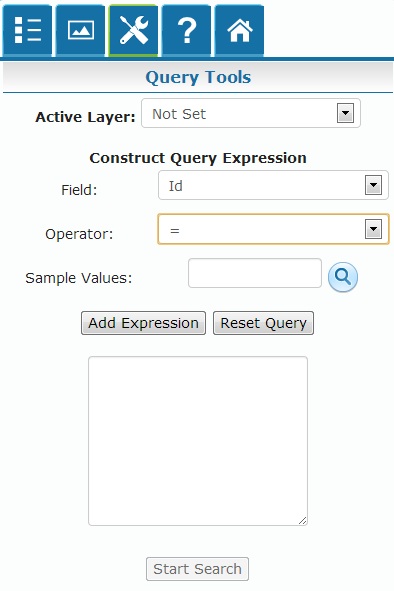 ?
Query Tools
Active Layer: Not Set
Construct Query Expression
Field: Id
Operator: =
Sample Values:
Add Expression Reset Query
Start Search